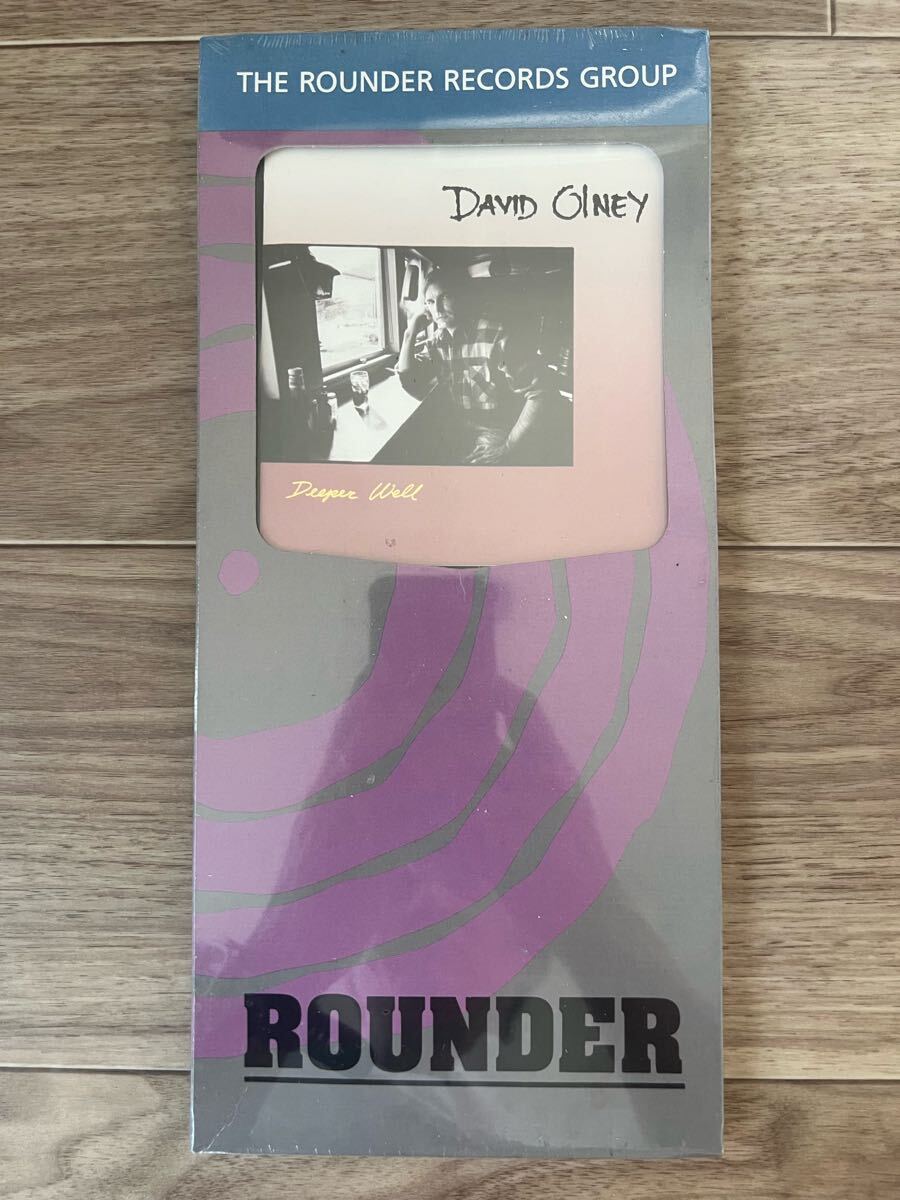 THE ROUNDER RECORDS GROUP
DAVID OlNEY
Deeper Well
ROUNDER